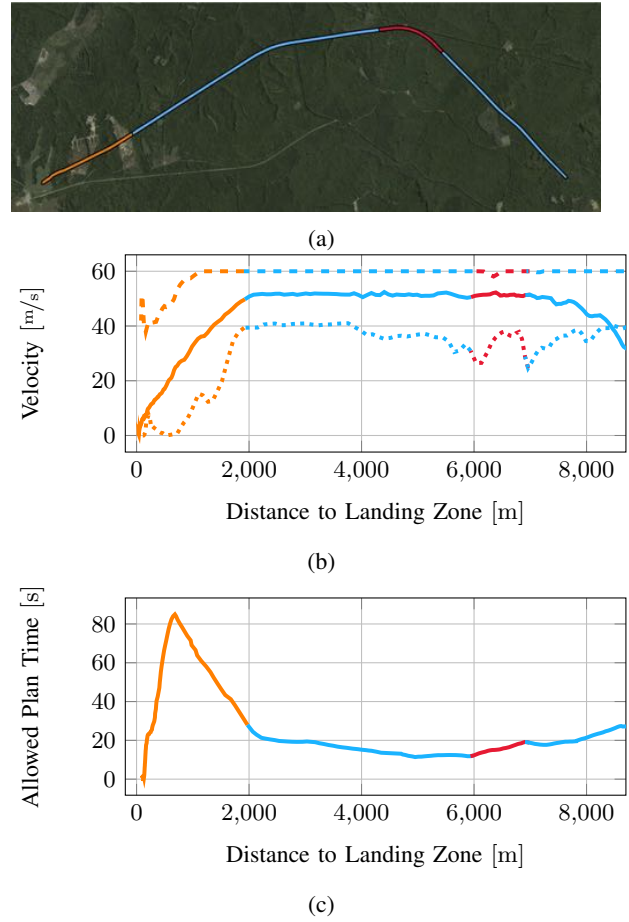 (a)
60
40
20
0
Velocity [m/s]
0
2,000
4,000
6,000
8,000
Distance to Landing Zone [m]
(b)
80
60
40
20
0
Allowed Plan Time [s]
0
2,000
4,000
6,000
8,000
Distance to Landing Zone [m]
(c)